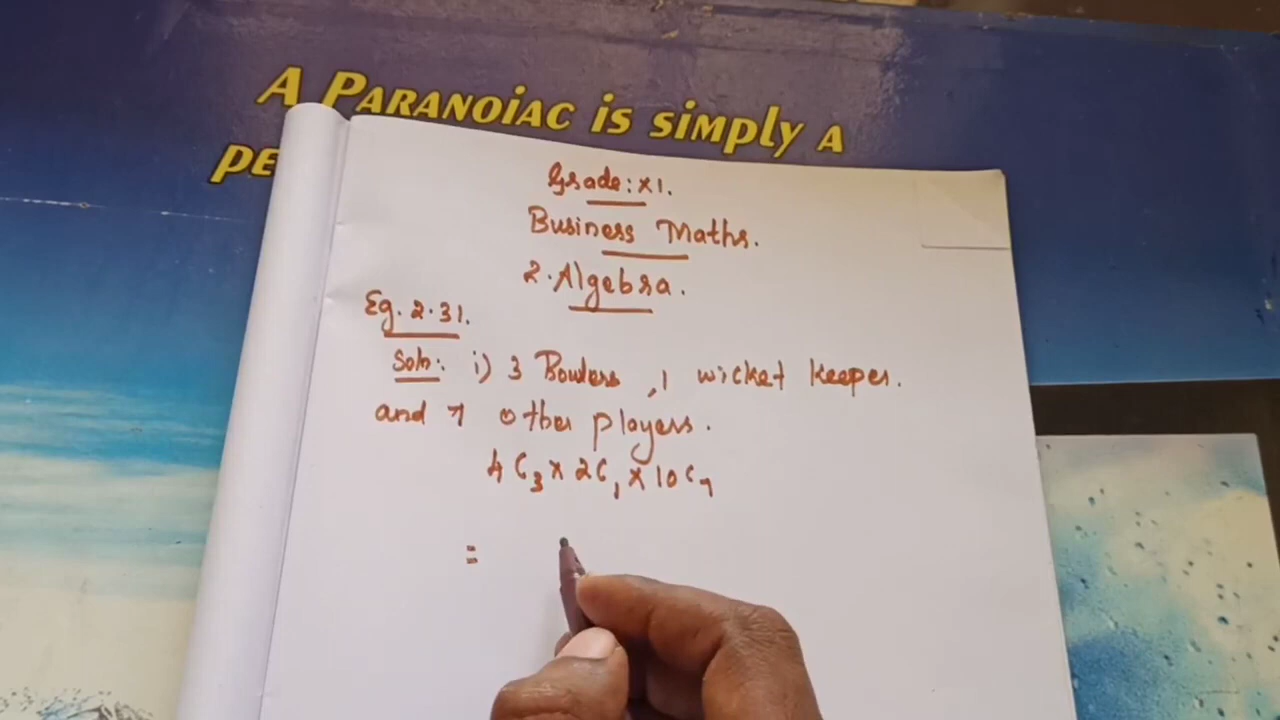 A PARANOiAC iS SiMPLY A
PE
Grade: XI.
Business Maths.
2. Algebra.
Eg. 2.31.
Soln: i) 3 Bowlers, 1 wicket keeper.
and 7 other players.
4C₃ × 2C₁ × 10C₇
=